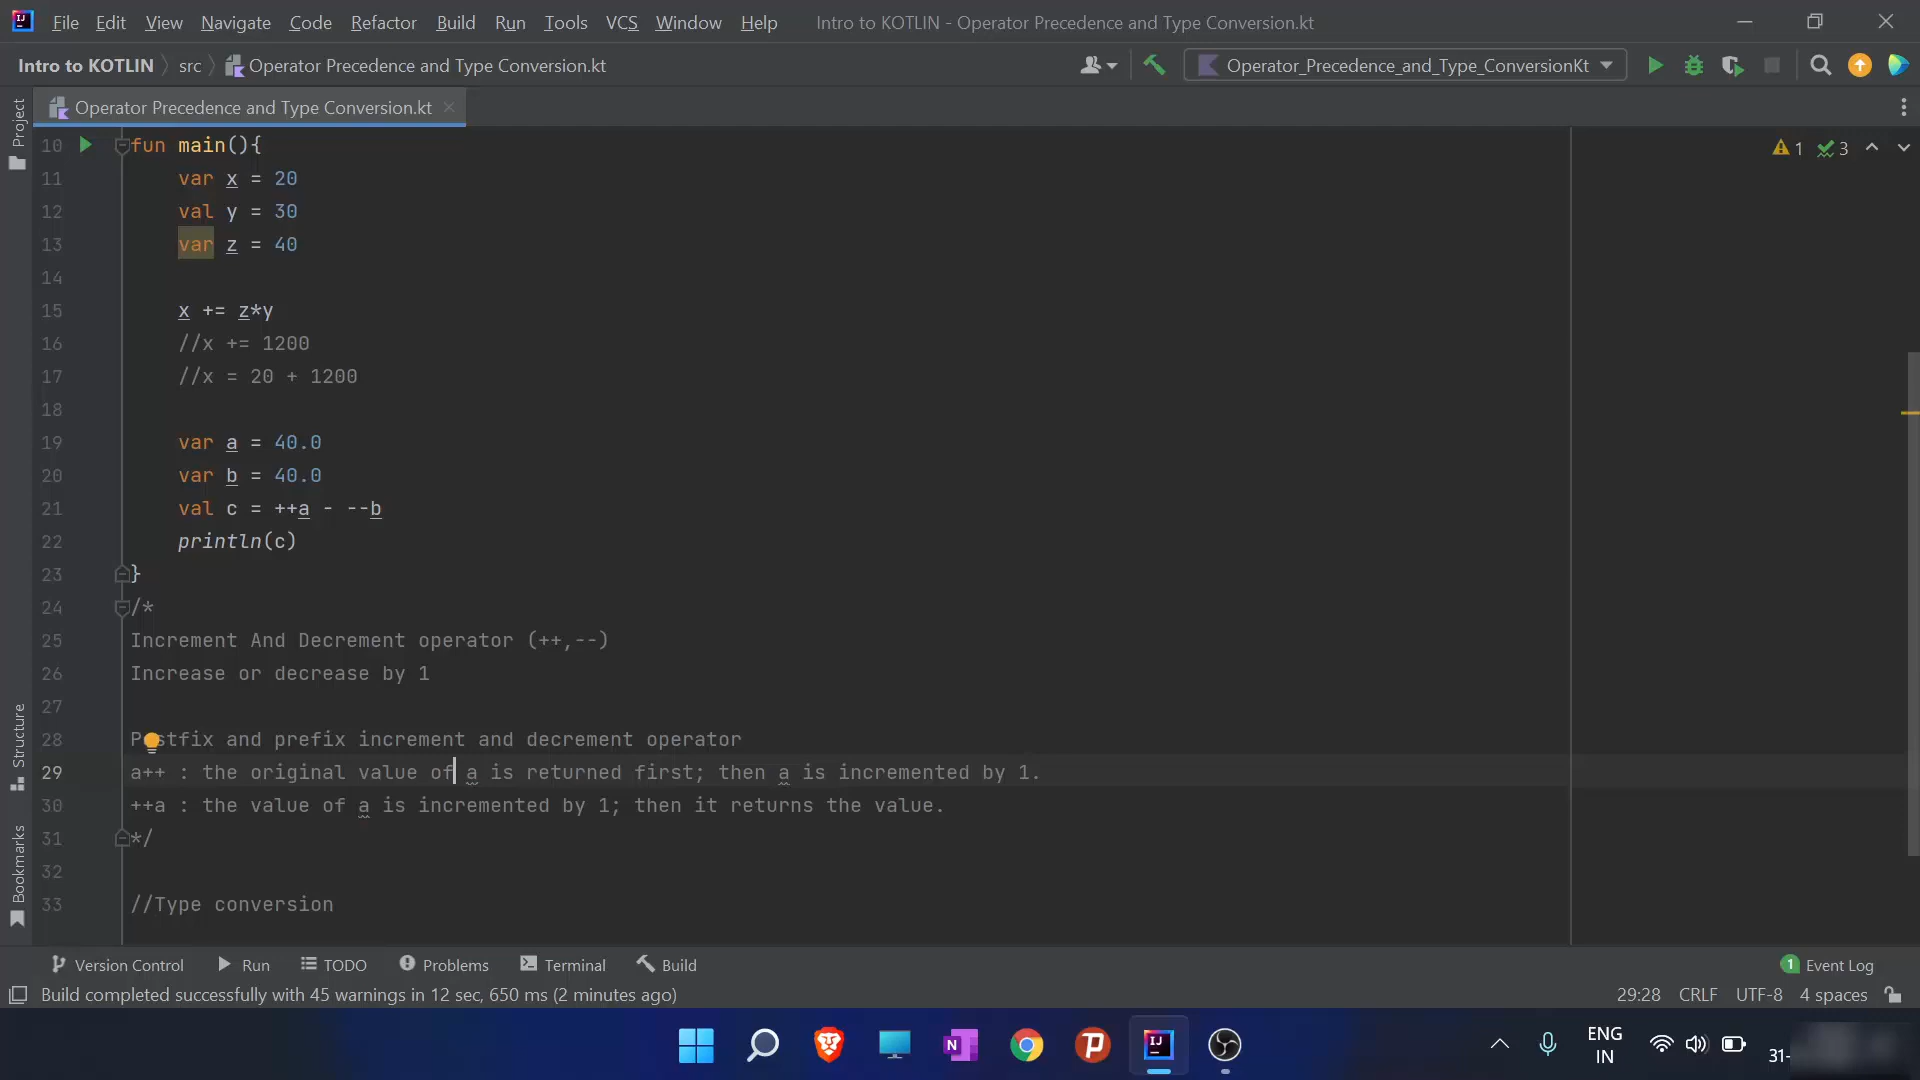 File Edit View Navigate Code Refactor Build Run Tools VCS Window Help Intro to KOTLIN - Operator Precedence and Type Conversion.kt
Intro to KOTLIN src Operator Precedence and Type Conversion.kt Operator_Precedence_and_Type_ConversionKt
Project
Operator Precedence and Type Conversion.kt
10 fun main(){ 1 3
11 var x = 20
12 val y = 30
13 var z = 40
14
15 x += z*y
16 //x += 1200
17 //x = 20 + 1200
18
19 var a = 40.0
20 var b = 40.0
21 val c = ++a - --b
22 println(c)
23 }
24 /*
25 Increment And Decrement operator (++,--)
26 Increase or decrease by 1
27
28 Postfix and prefix increment and decrement operator
29 a++ : the original value of a is returned first; then a is incremented by 1.
30 ++a : the value of a is incremented by 1; then it returns the value.
31 */
32
33 //Type conversion
Structure
Bookmarks
Version Control Run TODO Problems Terminal Build 1 Event Log
Build completed successfully with 45 warnings in 12 sec, 650 ms (2 minutes ago) 29:28 CRLF UTF-8 4 spaces
ENG
IN
31-